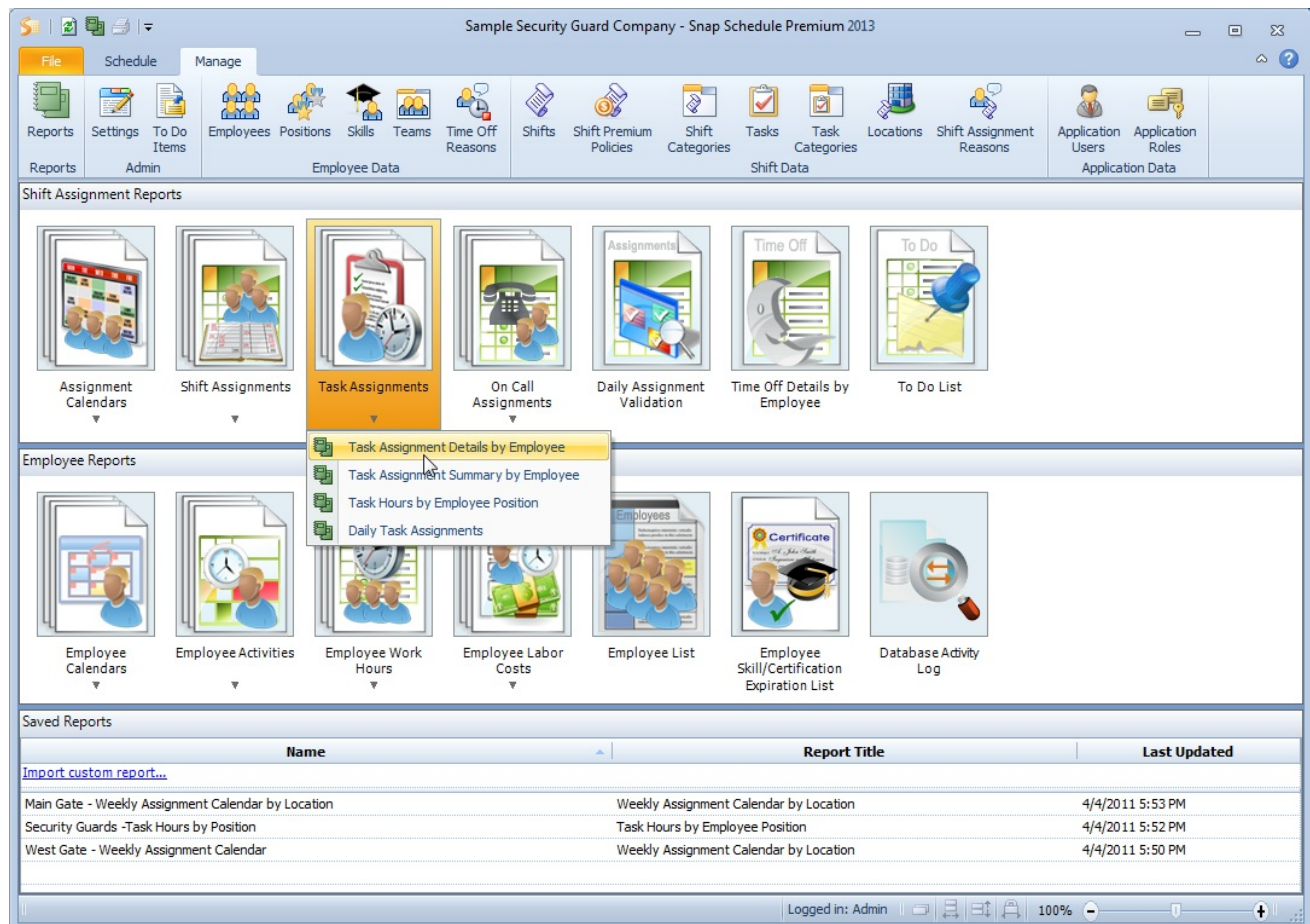 Sample Security Guard Company - Snap Schedule Premium 2013
File Schedule Manage
Reports Settings To Do Items Employees Positions Skills Teams Time Off Reasons Shifts Shift Premium Policies Shift Categories Tasks Task Categories Locations Shift Assignment Reasons Application Users Application Roles
Reports Admin Employee Data Shift Data Application Data
Shift Assignment Reports
Assignments Time Off To Do
Assignment Calendars
Shift Assignments
Task Assignments
On Call Assignments
Daily Assignment Validation
Time Off Details by Employee
To Do List
Task Assignment Details by Employee
Task Assignment Summary by Employee
Task Hours by Employee Position
Daily Task Assignments
Employee Reports
Employees
Certificate
Employee Calendars
Employee Activities
Employee Work Hours
Employee Labor Costs
Employee List
Employee Skill/Certification Expiration List
Database Activity Log
Saved Reports
Name Report Title Last Updated
Import custom report...
Main Gate - Weekly Assignment Calendar by Location Weekly Assignment Calendar by Location 4/4/2011 5:53 PM
Security Guards -Task Hours by Position Task Hours by Employee Position 4/4/2011 5:52 PM
West Gate - Weekly Assignment Calendar Weekly Assignment Calendar by Location 4/4/2011 5:50 PM
Logged in: Admin 100%